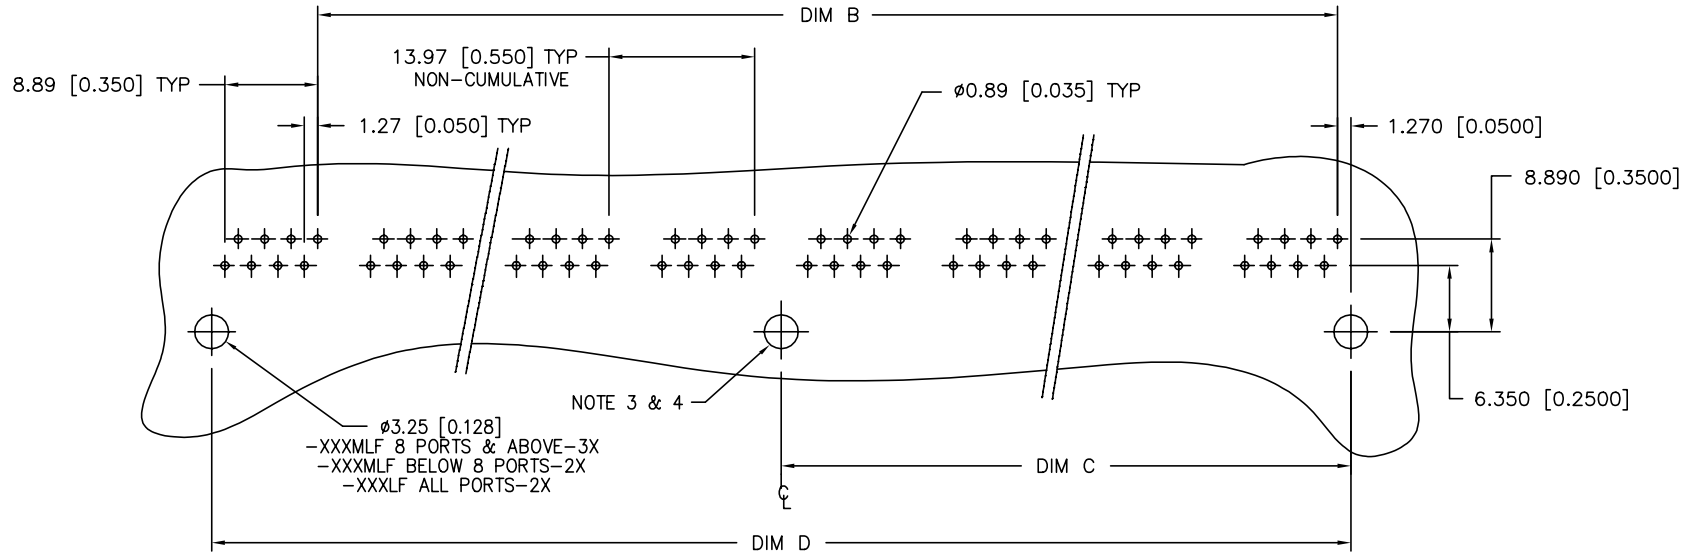 DIM B
13.97 [0.550] TYP
NON-CUMULATIVE
8.89 [0.350] TYP
ø0.89 [0.035] TYP
1.27 [0.050] TYP
1.270 [0.0500]
8.890 [0.3500]
NOTE 3 & 4
6.350 [0.2500]
ø3.25 [0.128]
-XXXMLF 8 PORTS & ABOVE-3X
-XXXMLF BELOW 8 PORTS-2X
-XXXLF ALL PORTS-2X
DIM C
CL
DIM D